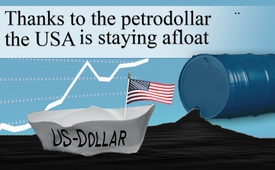 Thanks to the petrodollar
the USA is staying afloat
US-DOLLAR